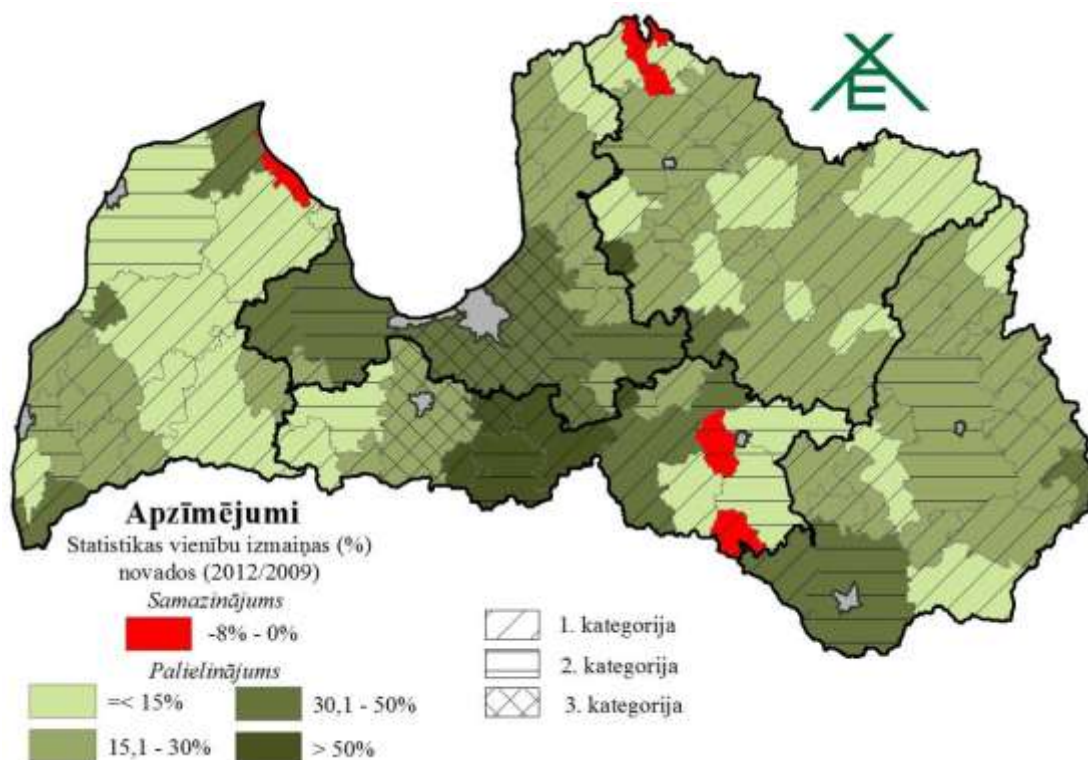 Apzīmējumi
Statistikas vienību izmaiņas (%)
novados (2012/2009)
Samazinājums
-8% - 0%
Palielinājums
=< 15%
30,1 - 50%
15,1 - 30%
> 50%
1. kategorija
2. kategorija
3. kategorija